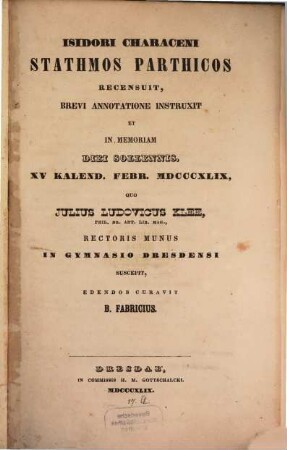 ISIDORI CHARACENI
STATHMOS PARTHICOS
RECENSUIT,
BREVI ANNOTATIONE INSTRUXIT
ET
IN MEMORIAM
DIEI SOLLENNIS,
XV KALEND. FEBR. MDCCCXLIX,
QUO
JULIUS LUDOVICUS KLEE,
PHIL. DR. ART. LIB. MAG.,
RECTORIS MUNUS
IN GYMNASIO DRESDENSI
SUSCEPIT,
EDENDOS CURAVIT
B. FABRICIUS.
DRESDAE,
IN COMMISSIS H. M. GOTTSCHALCKI.
MDCCCXLIX.